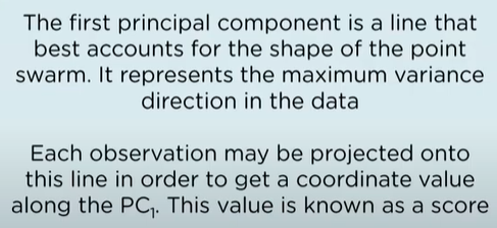 The first principal component is a line that
best accounts for the shape of the point
swarm. It represents the maximum variance
direction in the data
Each observation may be projected onto
this line in order to get a coordinate value
along the PC₁. This value is known as a score